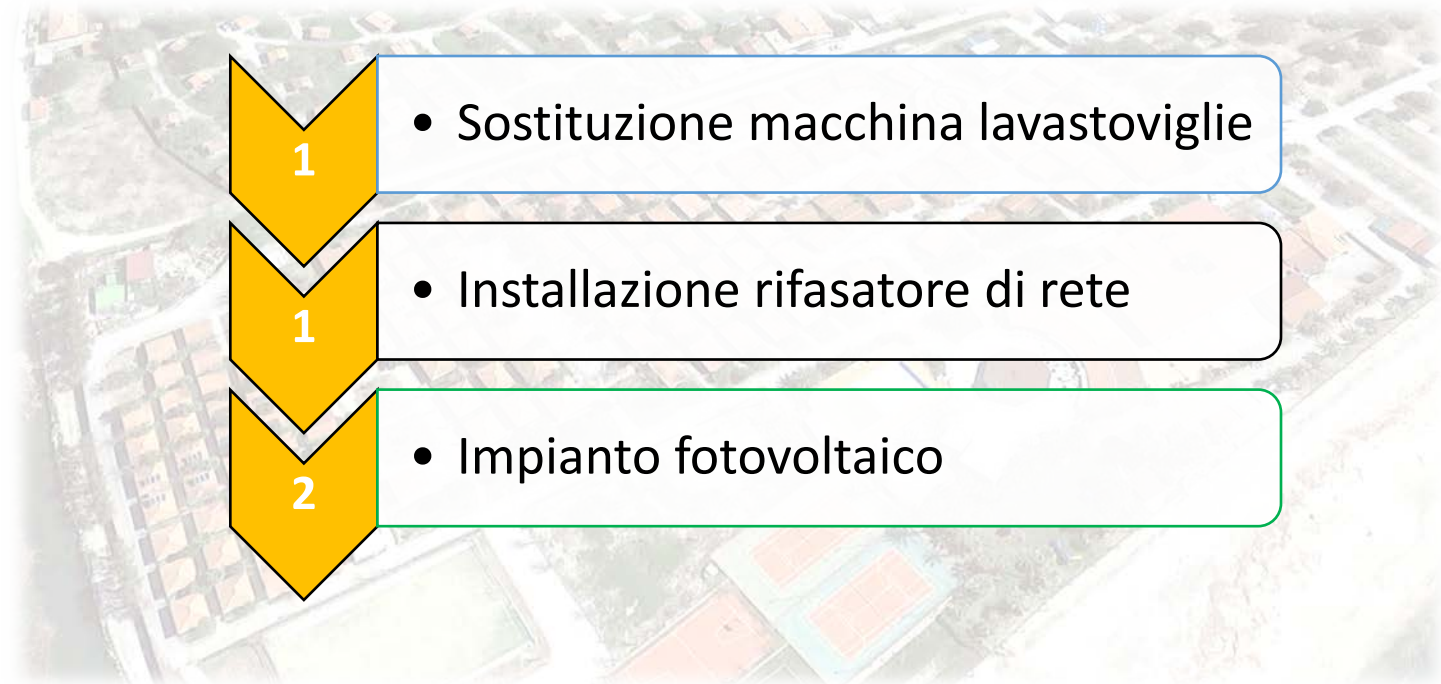 1
• Sostituzione macchina lavastoviglie
1
• Installazione rifasatore di rete
2
• Impianto fotovoltaico